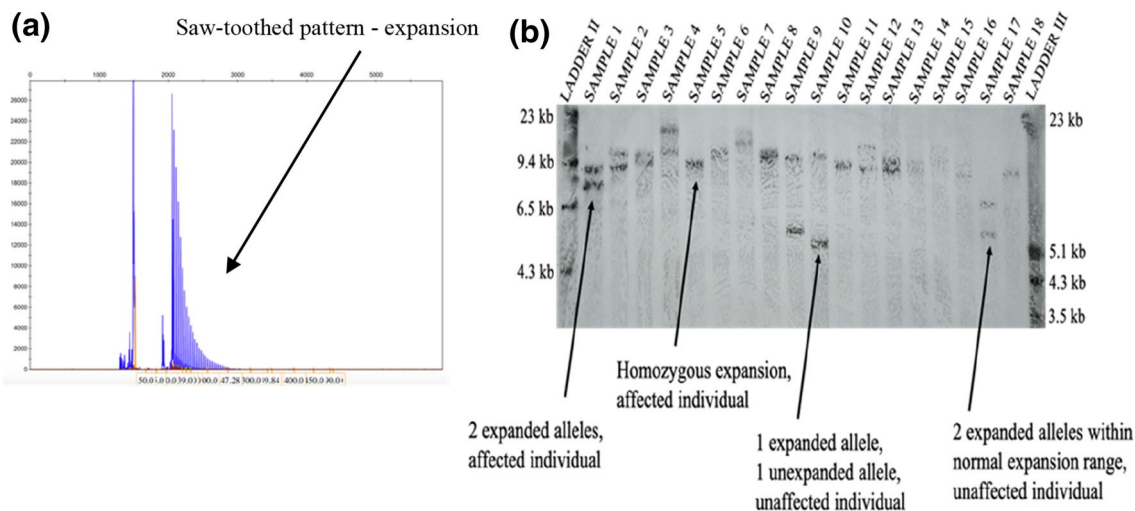 (a)
Saw-toothed pattern - expansion
0 1000 2000 3000 5000
26000
24000
22000
20000
18000
16000
14000
12000
10000
8000
6000
4000
2000
0
(b)
LADDER II SAMPLE 1 SAMPLE 2 SAMPLE 3 SAMPLE 4 SAMPLE 5 SAMPLE 6 SAMPLE 7 SAMPLE 8 SAMPLE 9 SAMPLE 10 SAMPLE 11 SAMPLE 12 SAMPLE 13 SAMPLE 14 SAMPLE 15 SAMPLE 16 SAMPLE 17 SAMPLE 18 LADDER III
23 kb
9.4 kb
6.5 kb
4.3 kb
23 kb
5.1 kb
4.3 kb
3.5 kb
2 expanded alleles,
affected individual
Homozygous expansion,
affected individual
1 expanded allele,
1 unexpanded allele,
unaffected individual
2 expanded alleles within
normal expansion range,
unaffected individual